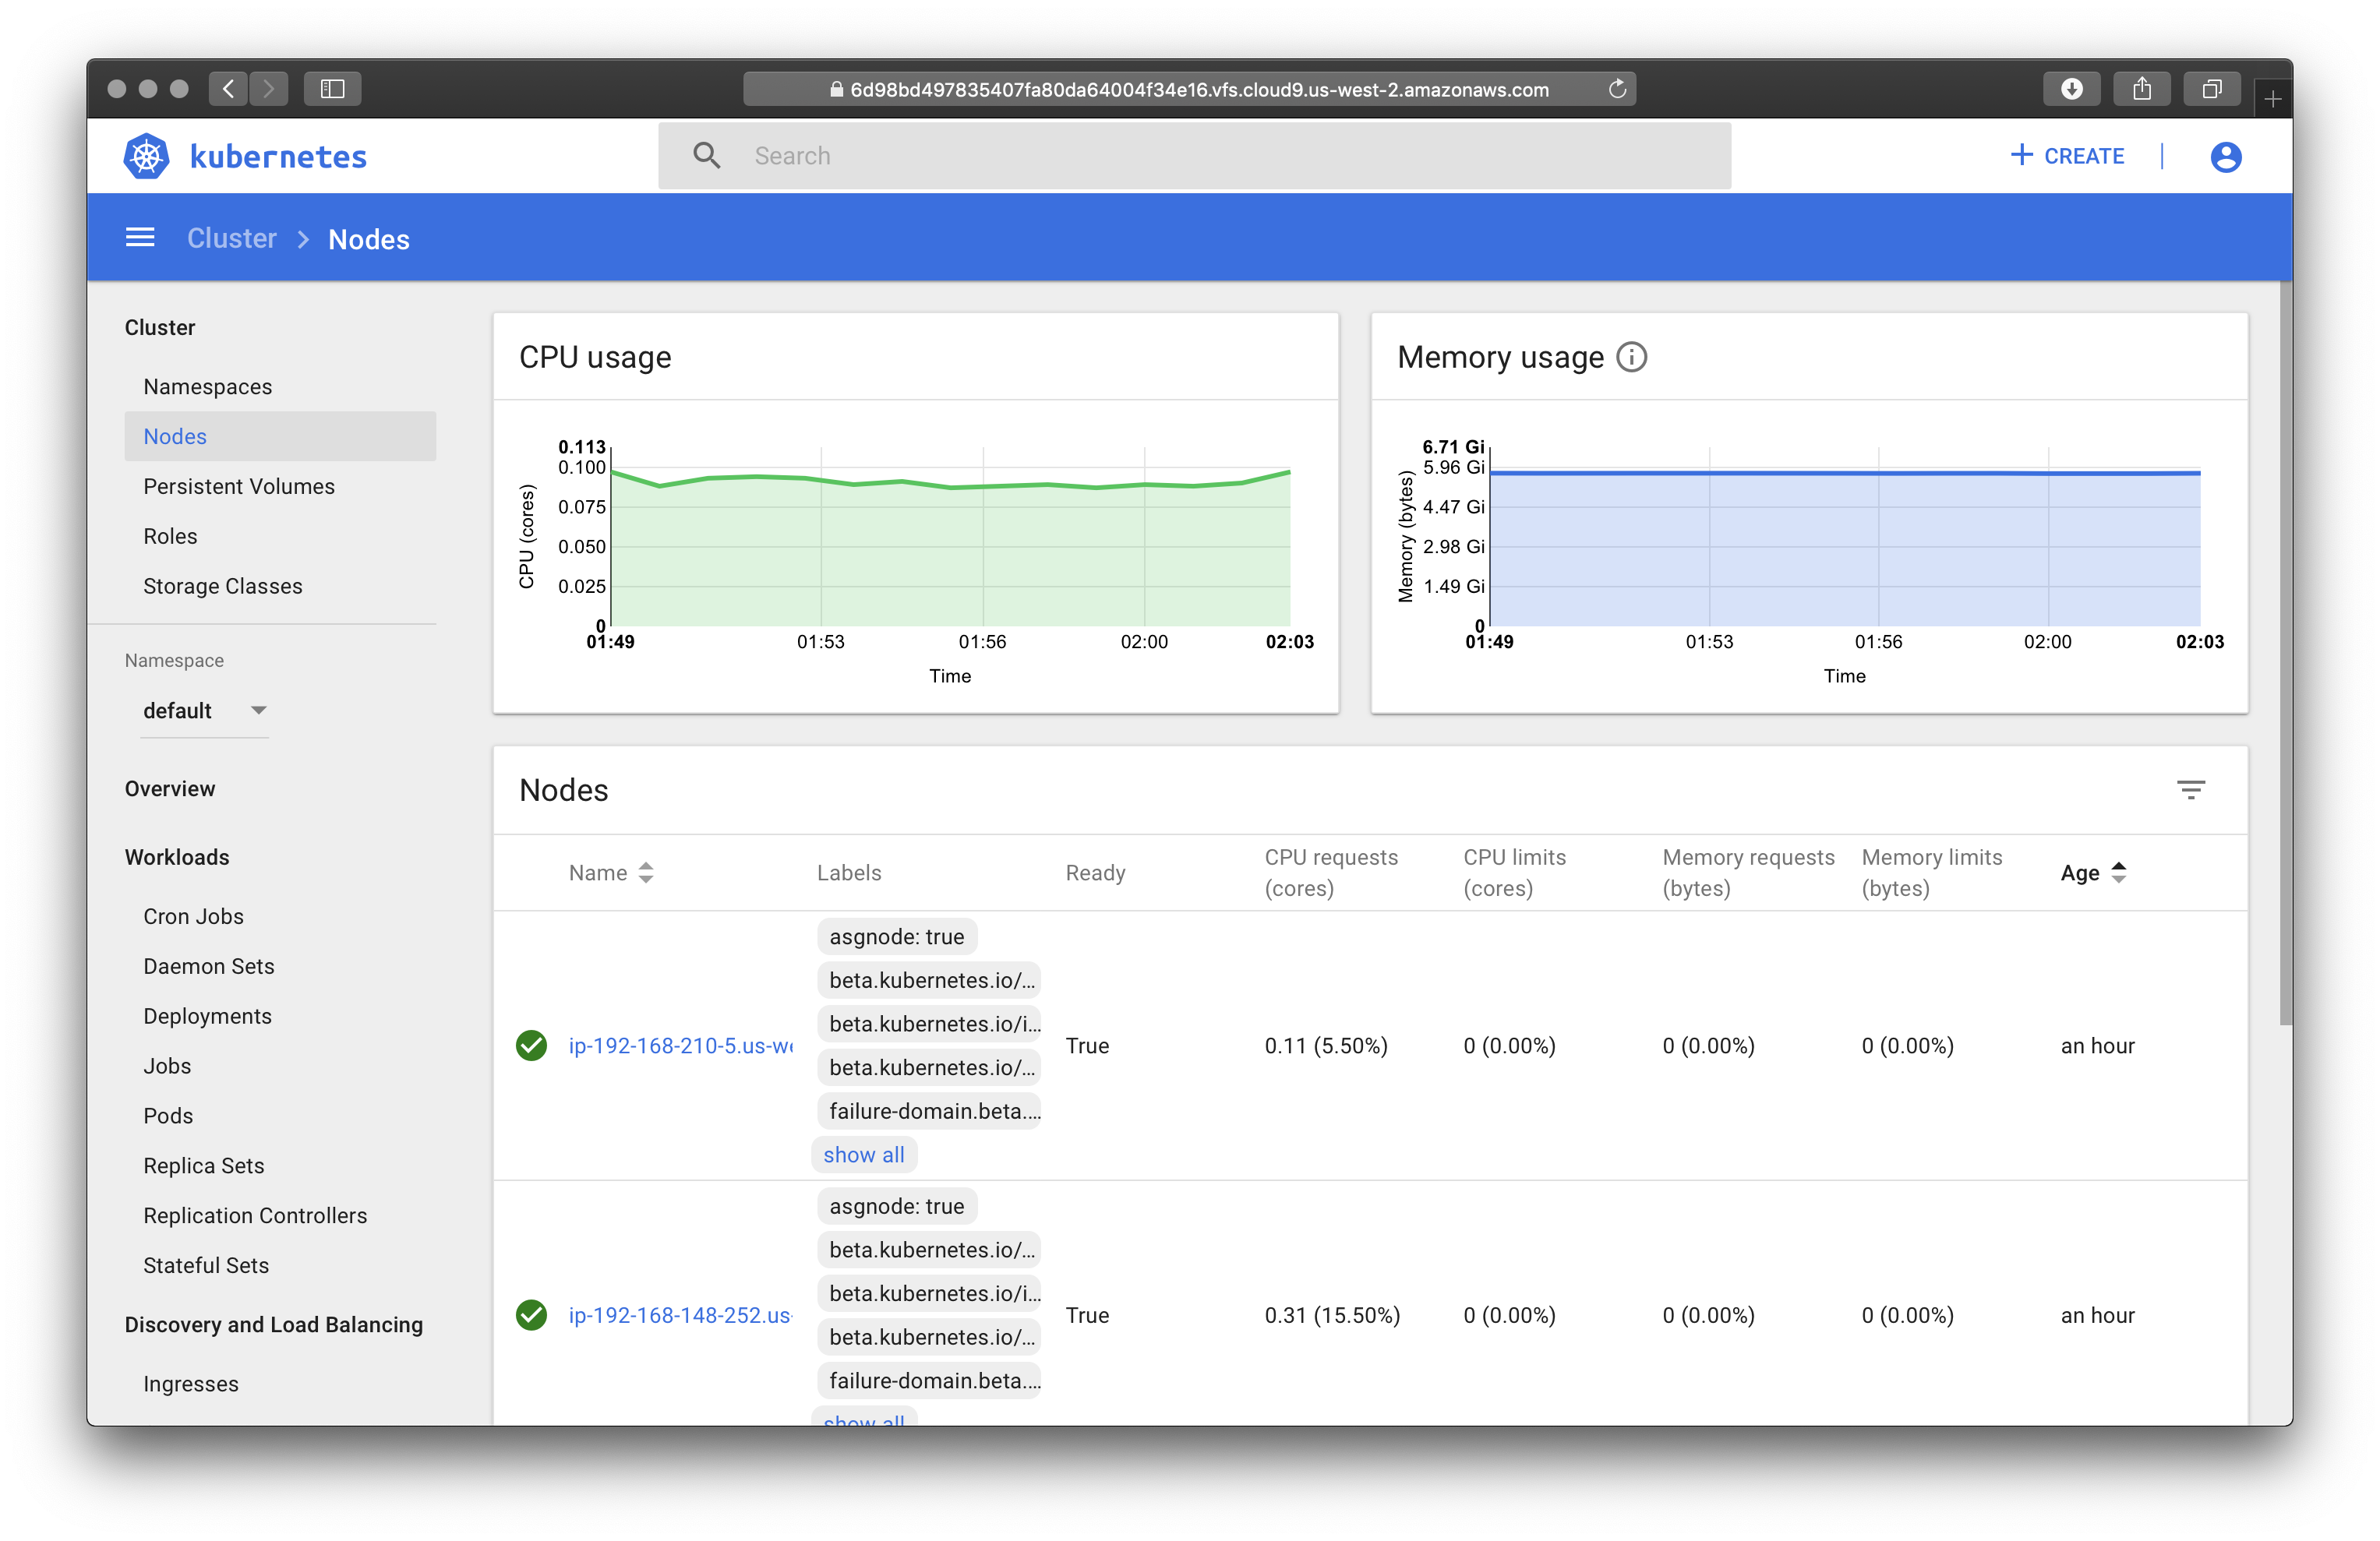 6d98bd497835407fa80da64004f34e16.vfs.cloud9.us-west-2.amazonaws.com
kubernetes
Search
+ CREATE
Cluster > Nodes
Cluster
Namespaces
Nodes
Persistent Volumes
Roles
Storage Classes
Namespace
default
Overview
Workloads
Cron Jobs
Daemon Sets
Deployments
Jobs
Pods
Replica Sets
Replication Controllers
Stateful Sets
Discovery and Load Balancing
Ingresses
CPU usage
CPU (cores)
0.113
0.100
0.075
0.050
0.025
0
01:49 01:53 01:56 02:00 02:03
Time
Memory usage
Memory (bytes)
6.71 Gi
5.96 Gi
4.47 Gi
2.98 Gi
1.49 Gi
0
01:49 01:53 01:56 02:00 02:03
Time
Nodes
Name Labels Ready CPU requests (cores) CPU limits (cores) Memory requests (bytes) Memory limits (bytes) Age
asgnode: true
beta.kubernetes.io/...
beta.kubernetes.io/i...
beta.kubernetes.io/...
failure-domain.beta....
show all
ip-192-168-210-5.us-we True 0.11 (5.50%) 0 (0.00%) 0 (0.00%) 0 (0.00%) an hour
asgnode: true
beta.kubernetes.io/...
beta.kubernetes.io/i...
beta.kubernetes.io/...
failure-domain.beta....
show all
ip-192-168-148-252.us- True 0.31 (15.50%) 0 (0.00%) 0 (0.00%) 0 (0.00%) an hour